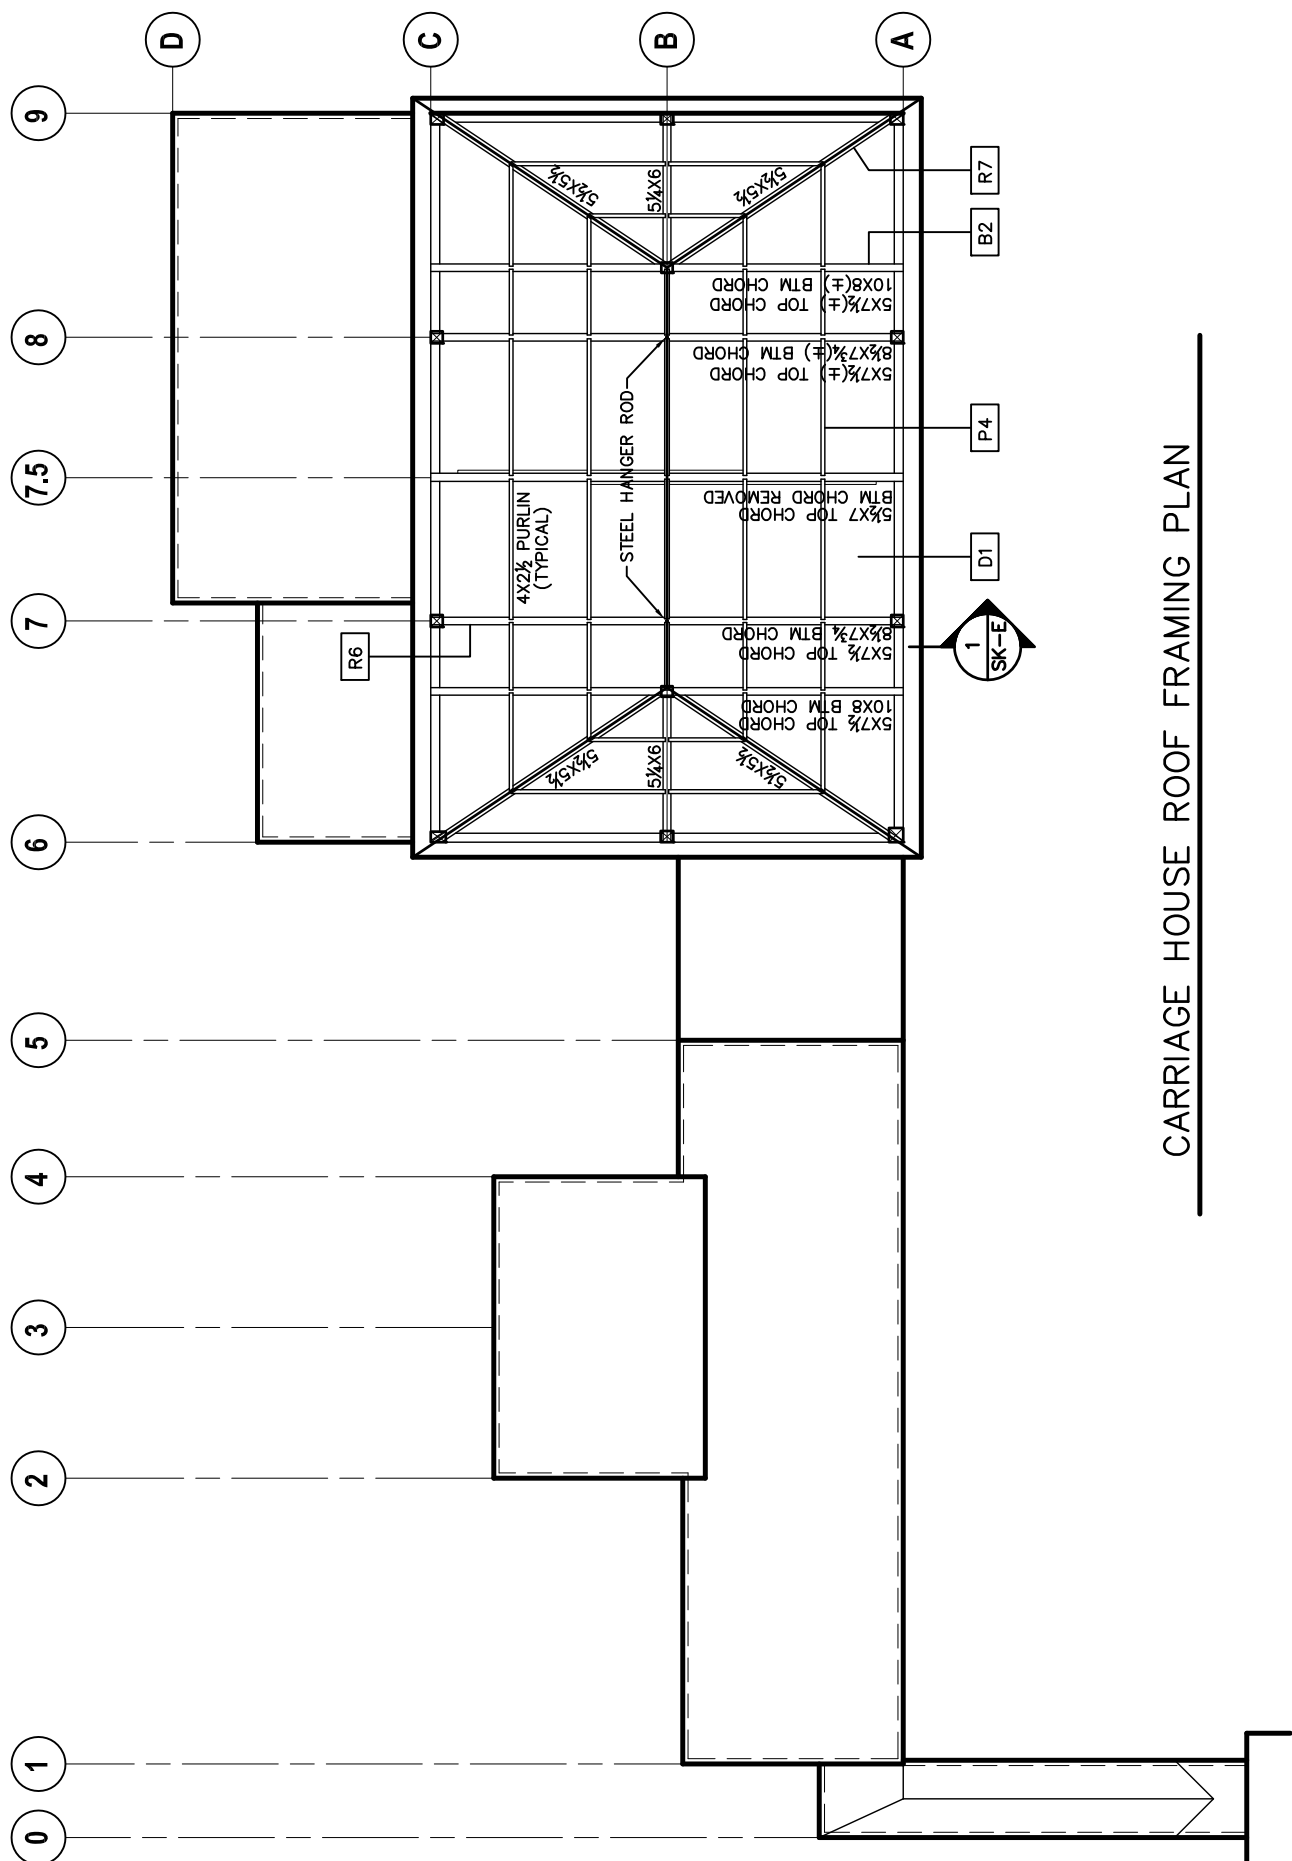 0
1
2
3
4
5
6
7
7.5
8
9
D
C
B
A
R6
4X2½ PURLIN
(TYPICAL)
STEEL HANGER ROD
5½X5½
5¼X6
5½X5½
5½X5½
5¼X6
5½X5½
5X7½ TOP CHORD
10X8 BTM CHORD
5X7½ TOP CHORD
8½X7¾ BTM CHORD
5½X7 TOP CHORD
BTM CHORD REMOVED
5X7½(±) TOP CHORD
8½X7¾(±) BTM CHORD
5X7½(±) TOP CHORD
10X8(±) BTM CHORD
1
SK-E
D1
P4
B2
R7
CARRIAGE HOUSE ROOF FRAMING PLAN